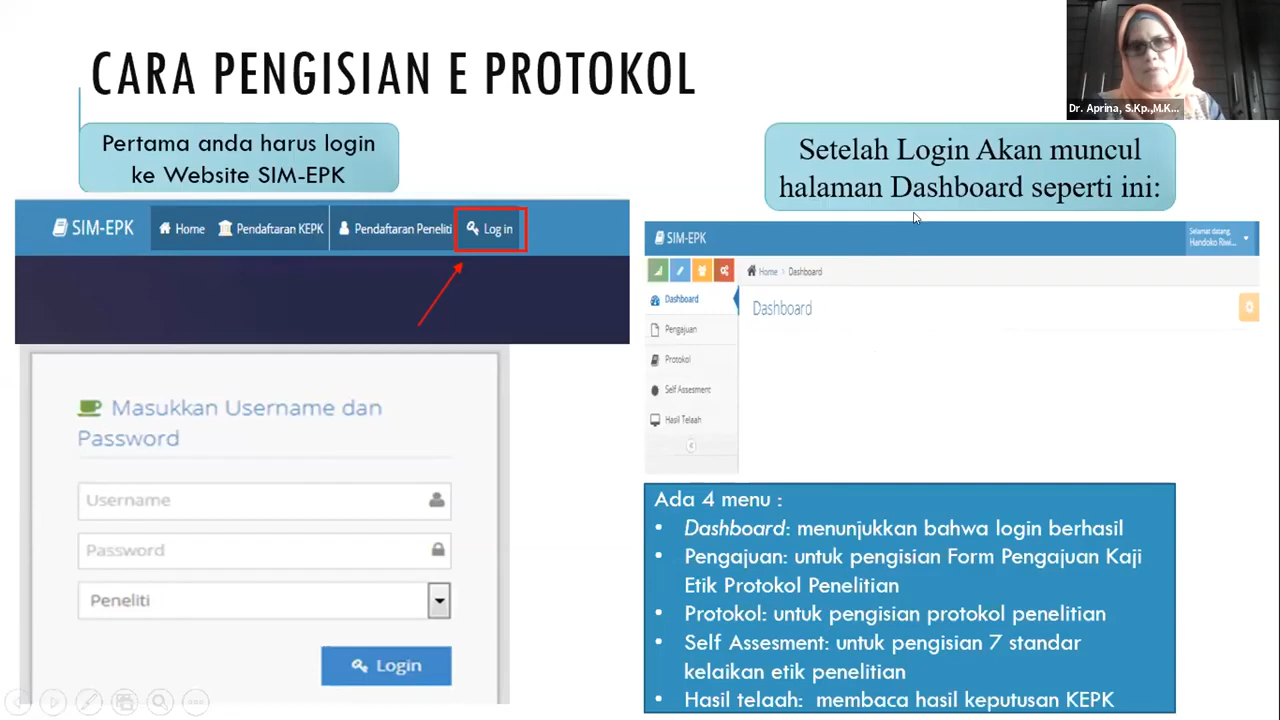 CARA PENGISIAN E PROTOKOL
Dr. Aprina, S.Kp.,M.K...
Pertama anda harus login
ke Website SIM-EPK
SIM-EPK
Home
Pendaftaran KEPK
Pendaftaran Peneliti
Log in
Masukkan Username dan
Password
Username
Password
Peneliti
Login
Setelah Login Akan muncul
halaman Dashboard seperti ini:
SIM-EPK
Selamat datang,
Handoko Riwi...
Home > Dashboard
Dashboard
Dashboard
Pengajuan
Protokol
Self Assesment
Hasil Telaah
Ada 4 menu :
• Dashboard: menunjukkan bahwa login berhasil
• Pengajuan: untuk pengisian Form Pengajuan Kaji
Etik Protokol Penelitian
• Protokol: untuk pengisian protokol penelitian
• Self Assesment: untuk pengisian 7 standar
kelaikan etik penelitian
• Hasil telaah: membaca hasil keputusan KEPK